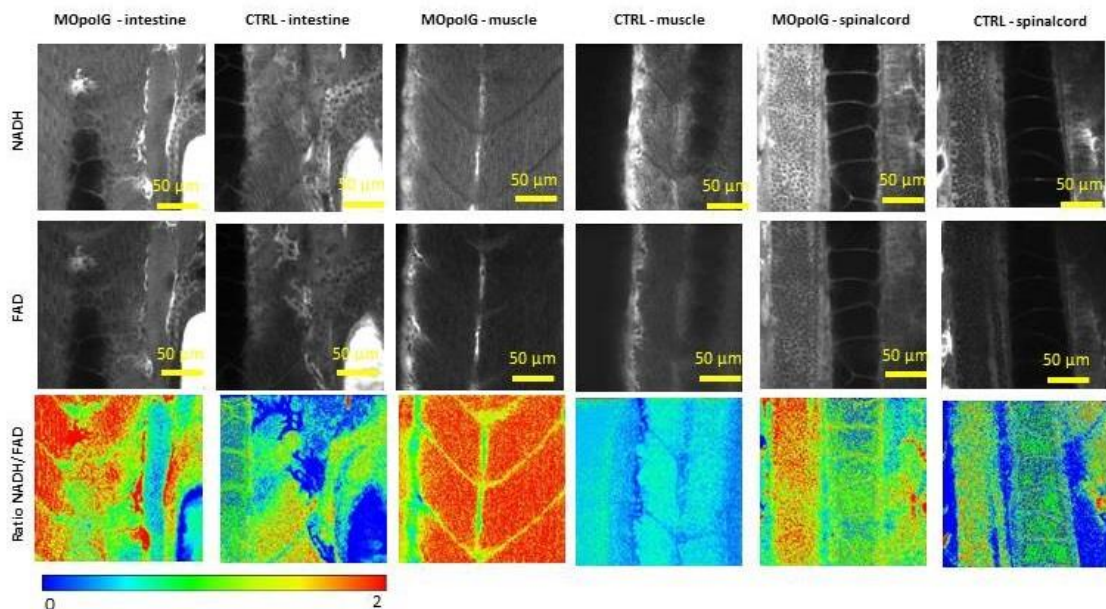 MOpolG - intestine CTRL - intestine MOpolG - muscle CTRL - muscle MOpolG - spinalcord CTRL - spinalcord
NADH
50 µm 50 µm 50 µm 50 µm 50 µm 50 µm
FAD
50 µm 50 µm 50 µm 50 µm 50 µm 50 µm
Ratio NADH/FAD
0 2